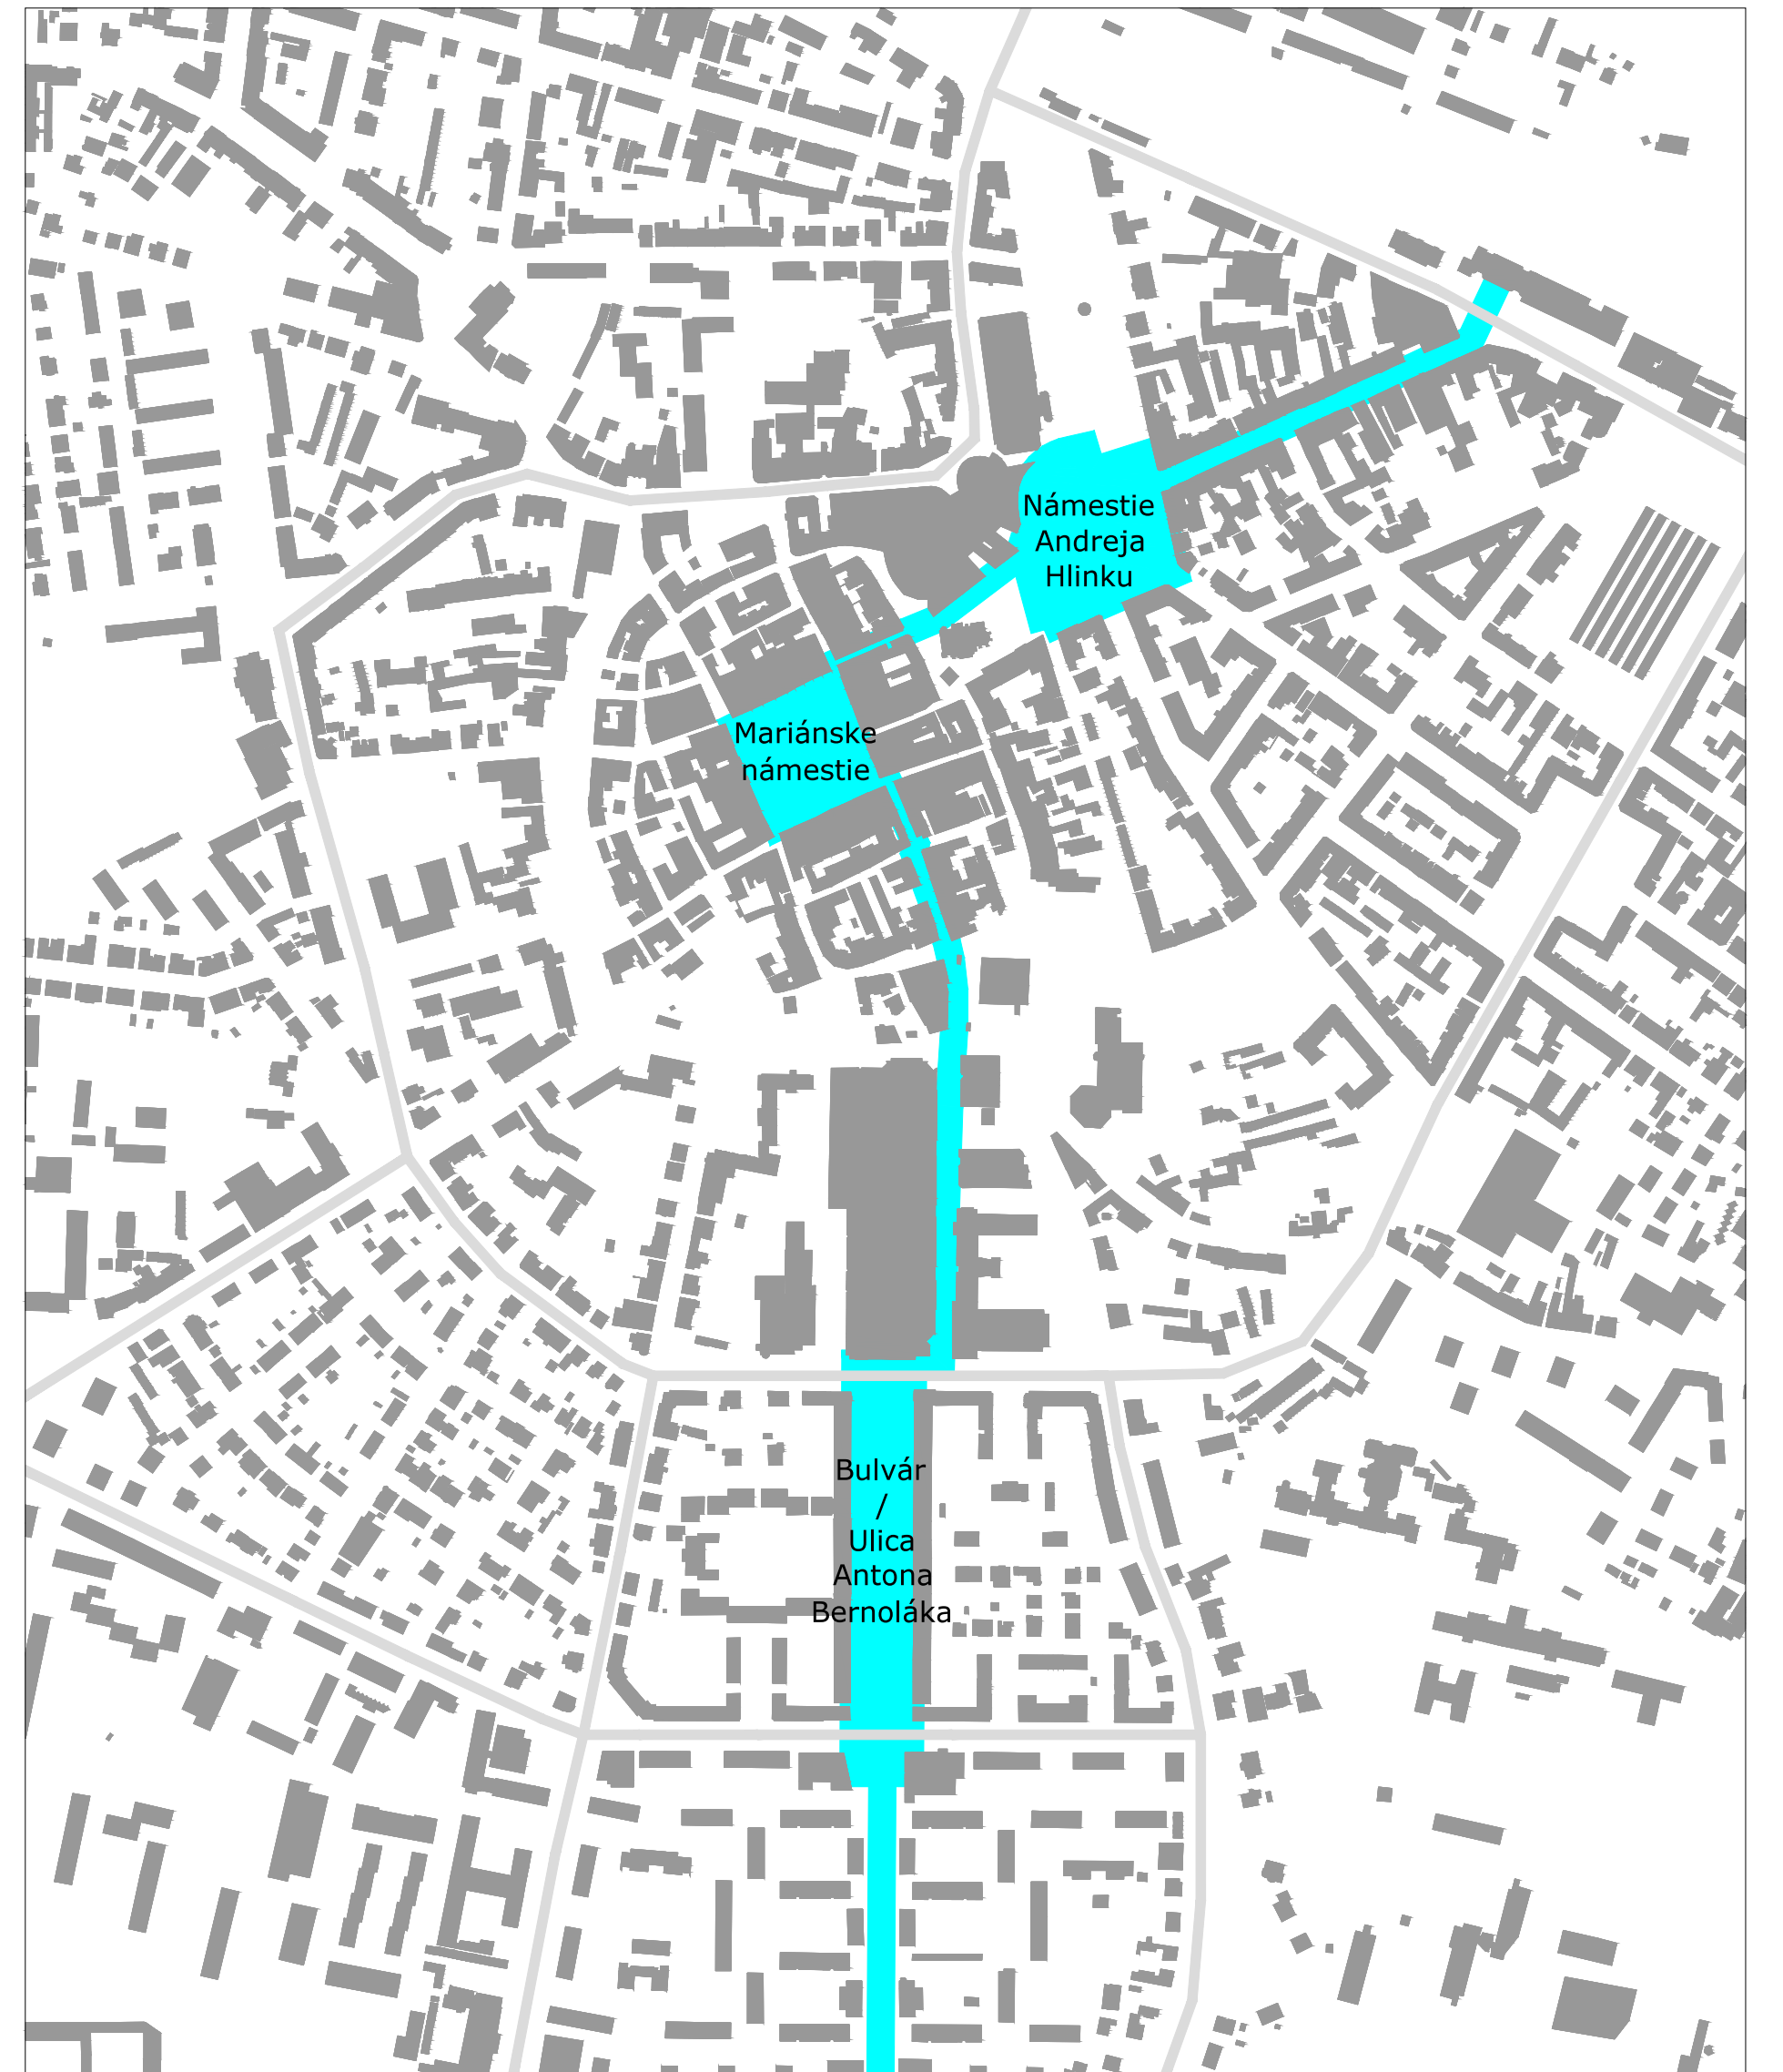 Námestie
Andreja
Hlinku
Mariánske
námestie
Bulvár
/
Ulica
Antona
Bernoláka